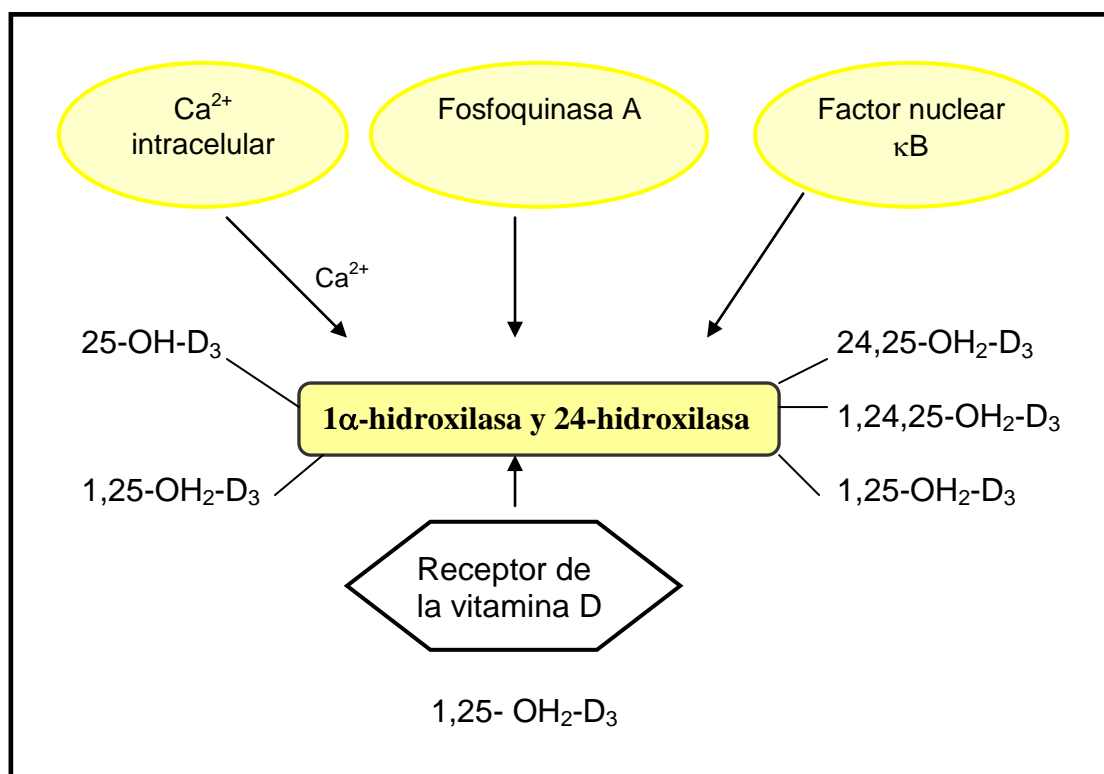 Ca²⁺
intracelular
Fosfoquinasa A
Factor nuclear
κB
Ca²⁺
25-OH-D₃
24,25-OH₂-D₃
1α-hidroxilasa y 24-hidroxilasa
1,24,25-OH₂-D₃
1,25-OH₂-D₃
1,25-OH₂-D₃
Receptor de
la vitamina D
1,25- OH₂-D₃